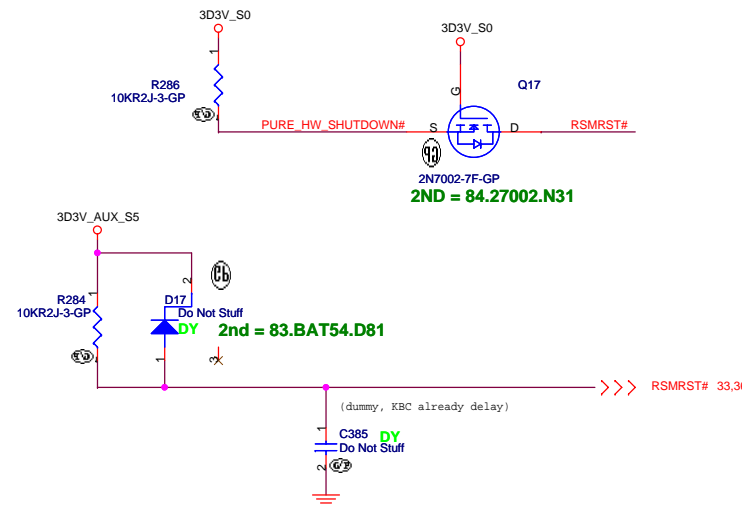 3D3V_S0
3D3V_S0
1
R286
10KR2J-3-GP
G
Q17
PURE_HW_SHUTDOWN#
S
D
RSMRST#
2N7002-7F-GP
2ND = 84.27002.N31
3D3V_AUX_S5
1
2
R284
10KR2J-3-GP
D17
Do Not Stuff
DY
2nd = 83.BAT54.D81
1
3
RSMRST# 33,3
(dummy, KBC already delay)
1
C385
DY
Do Not Stuff
2